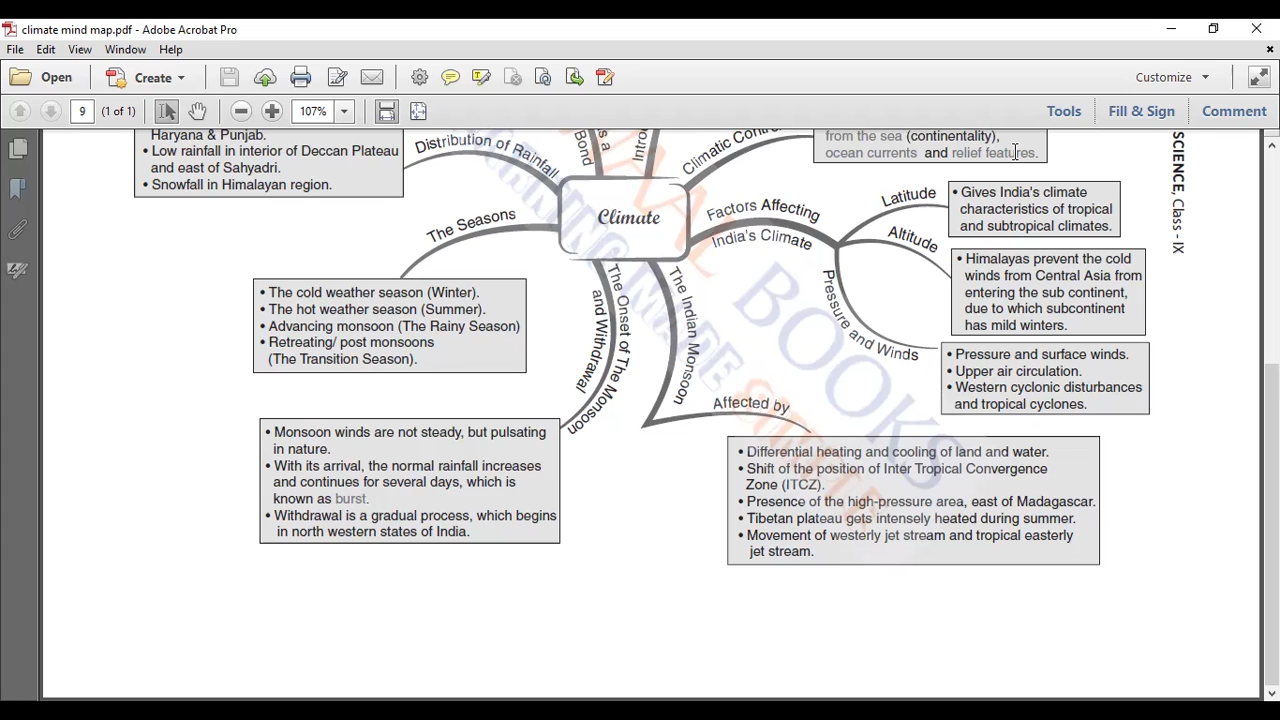 climate mind map.pdf - Adobe Acrobat Pro
File Edit View Window Help
Open Create Customize
9 (1 of 1) 107% Tools Fill & Sign Comment
Haryana & Punjab.
• Low rainfall in interior of Deccan Plateau
and east of Sahyadri.
• Snowfall in Himalayan region.
Distribution of Rainfall
as a
Bond
Introd
Climatic Contro
from the sea (continentality),
ocean currents and relief features.
SCIENCE, Class - IX
Climate
The Seasons
• The cold weather season (Winter).
• The hot weather season (Summer).
• Advancing monsoon (The Rainy Season)
• Retreating/ post monsoons
(The Transition Season).
Factors Affecting
India's Climate
Latitude
• Gives India's climate
characteristics of tropical
and subtropical climates.
Altitude
• Himalayas prevent the cold
winds from Central Asia from
entering the sub continent,
due to which subcontinent
has mild winters.
Pressure and Winds
• Pressure and surface winds.
• Upper air circulation.
• Western cyclonic disturbances
and tropical cyclones.
The Onset of The Monsoon
and Withdrawal
• Monsoon winds are not steady, but pulsating
in nature.
• With its arrival, the normal rainfall increases
and continues for several days, which is
known as burst.
• Withdrawal is a gradual process, which begins
in north western states of India.
The Indian Monsoon
Affected by
• Differential heating and cooling of land and water.
• Shift of the position of Inter Tropical Convergence
Zone (ITCZ).
• Presence of the high-pressure area, east of Madagascar.
• Tibetan plateau gets intensely heated during summer.
• Movement of westerly jet stream and tropical easterly
jet stream.
BOOKS
LEARNING MADE SIMPLE